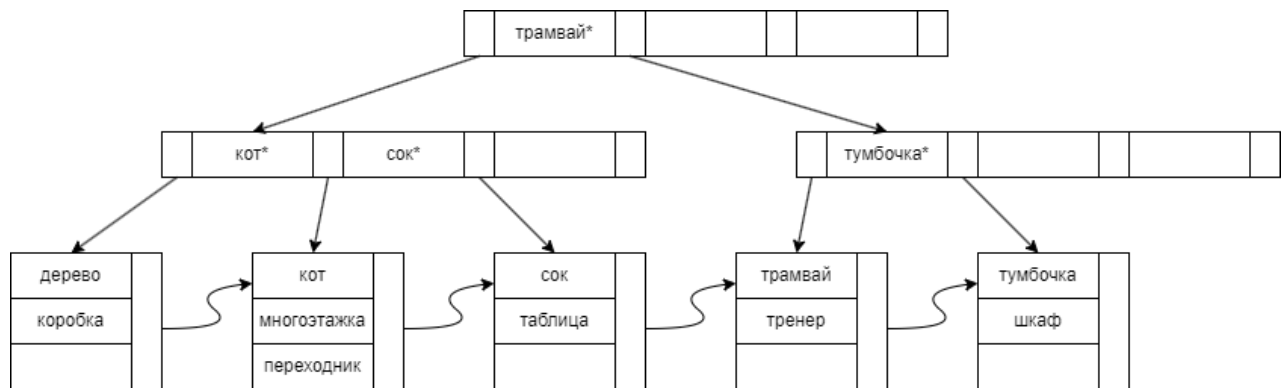 трамвай*
кот* сок* тумбочка*
дерево кот сок трамвай тумбочка
коробка многоэтажка таблица тренер шкаф
переходник